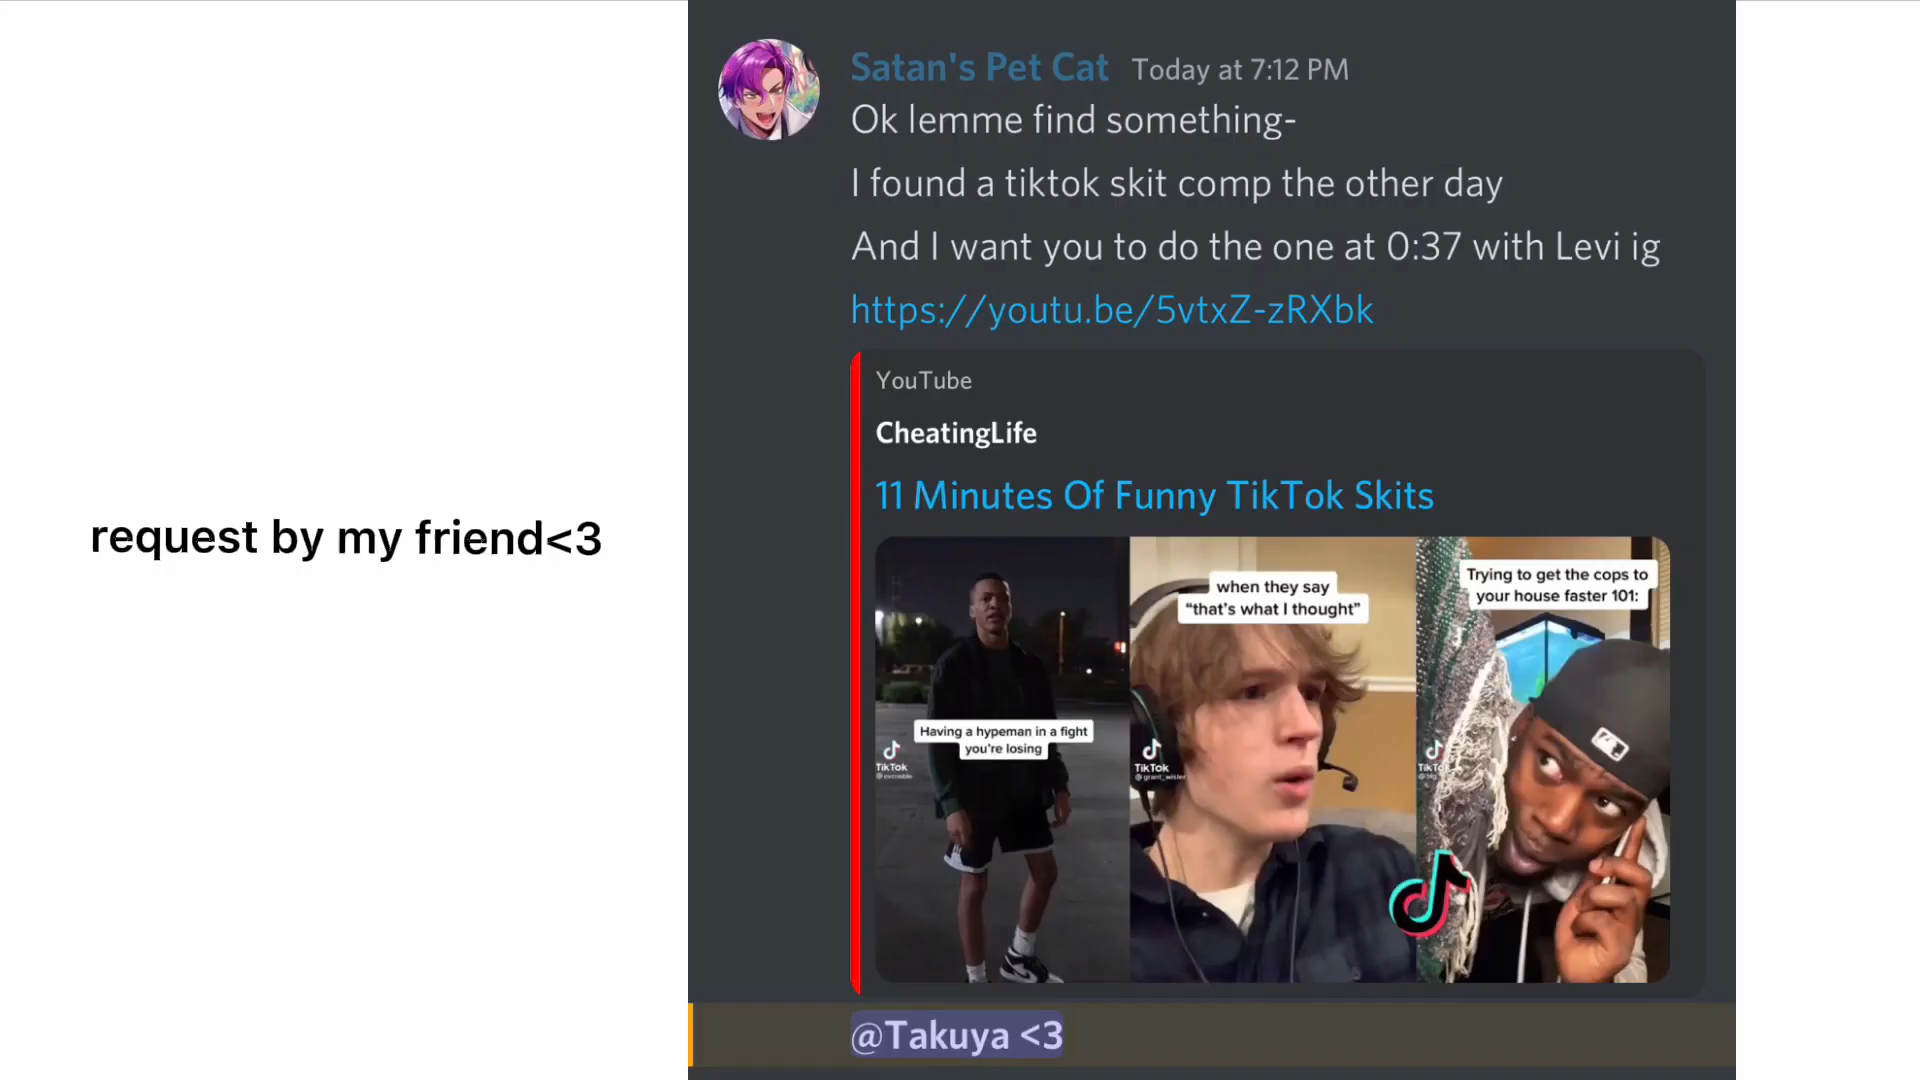 request by my friend<3
Satan's Pet Cat Today at 7:12 PM
Ok lemme find something-
I found a tiktok skit comp the other day
And I want you to do the one at 0:37 with Levi ig
https://youtu.be/5vtxZ-zRXbk
YouTube
CheatingLife
11 Minutes Of Funny TikTok Skits
Having a hypeman in a fight
you're losing
TikTok
when they say
"that's what I thought"
TikTok
@grant_wisler
Trying to get the cops to
your house faster 101:
@Takuya <3